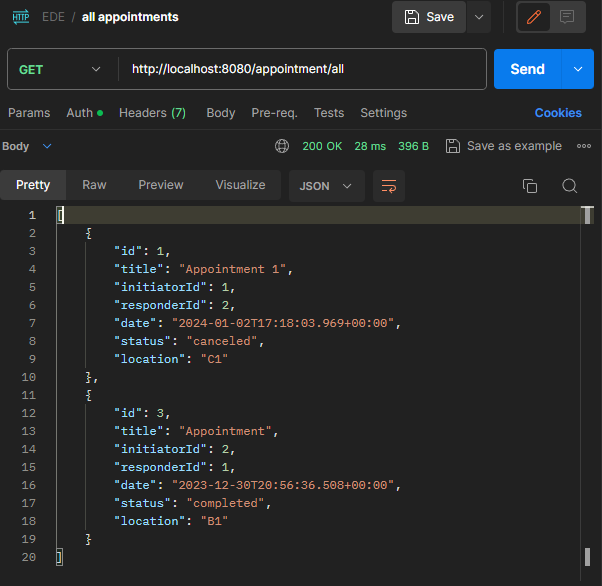 HTTP EDE / all appointments Save
GET http://localhost:8080/appointment/all Send
Params Auth Headers (7) Body Pre-req. Tests Settings Cookies
Body 200 OK 28 ms 396 B Save as example
Pretty Raw Preview Visualize JSON
1 [
2 {
3 "id": 1,
4 "title": "Appointment 1",
5 "initiatorId": 1,
6 "responderId": 2,
7 "date": "2024-01-02T17:18:03.969+00:00",
8 "status": "canceled",
9 "location": "C1"
10 },
11 {
12 "id": 3,
13 "title": "Appointment",
14 "initiatorId": 2,
15 "responderId": 1,
16 "date": "2023-12-30T20:56:36.508+00:00",
17 "status": "completed",
18 "location": "B1"
19 }
20 ]